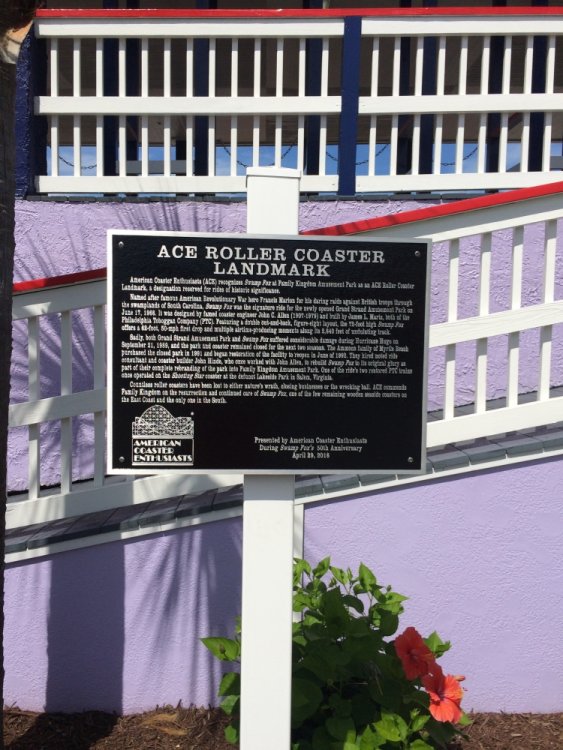 ACE ROLLER COASTER
LANDMARK
American Coaster Enthusiasts (ACE) recognizes Swamp Fox at Family Kingdom Amusement Park as an ACE Roller Coaster
Landmark, a designation reserved for rides of historic significance.
Named after famous American Revolutionary War hero Francis Marion for his daring raids against British troops through
the swamplands of South Carolina, Swamp Fox was the signature ride for the newly opened Grand Strand Amusement Park on
June 17, 1966. It was designed by famed coaster engineer John C. Allen (1907-1979) and built by James L. Martz, both of the
Philadelphia Toboggan Company (PTC). Featuring a double out-and-back, figure-eight layout, the 72-foot high Swamp Fox
offers a 62-foot, 50-mph first drop and multiple airtime-producing moments along its 2,640 feet of undulating track.
Sadly, both Grand Strand Amusement Park and Swamp Fox suffered considerable damage during Hurricane Hugo on
September 21, 1989, and the park and coaster remained closed for the next two seasons. The Ammons family of Myrtle Beach
purchased the closed park in 1991 and began restoration of the facility to reopen in June of 1992. They hired noted ride
consultant and coaster builder John Hinde, who once worked with John Allen, to rebuild Swamp Fox to its original glory as
part of their complete rebranding of the park into Family Kingdom Amusement Park. One of the ride's two restored PTC trains
once operated on the Shooting Star coaster at the defunct Lakeside Park in Salem, Virginia.
Countless roller coasters have been lost to either nature's wrath, closing businesses or the wrecking ball. ACE commends
Family Kingdom on the resurrection and continued care of Swamp Fox, one of the few remaining wooden seaside coasters on
the East Coast and the only one in the South.
AMERICAN
COASTER
ENTHUSIASTS
Presented by American Coaster Enthusiasts
During Swamp Fox's 50th Anniversary
April 29, 2016